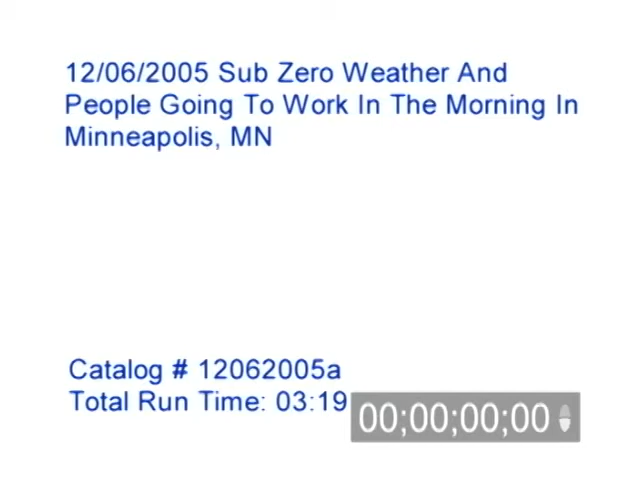 12/06/2005 Sub Zero Weather And
People Going To Work In The Morning In
Minneapolis, MN
Catalog # 12062005a
Total Run Time: 03:19
00;00;00;00